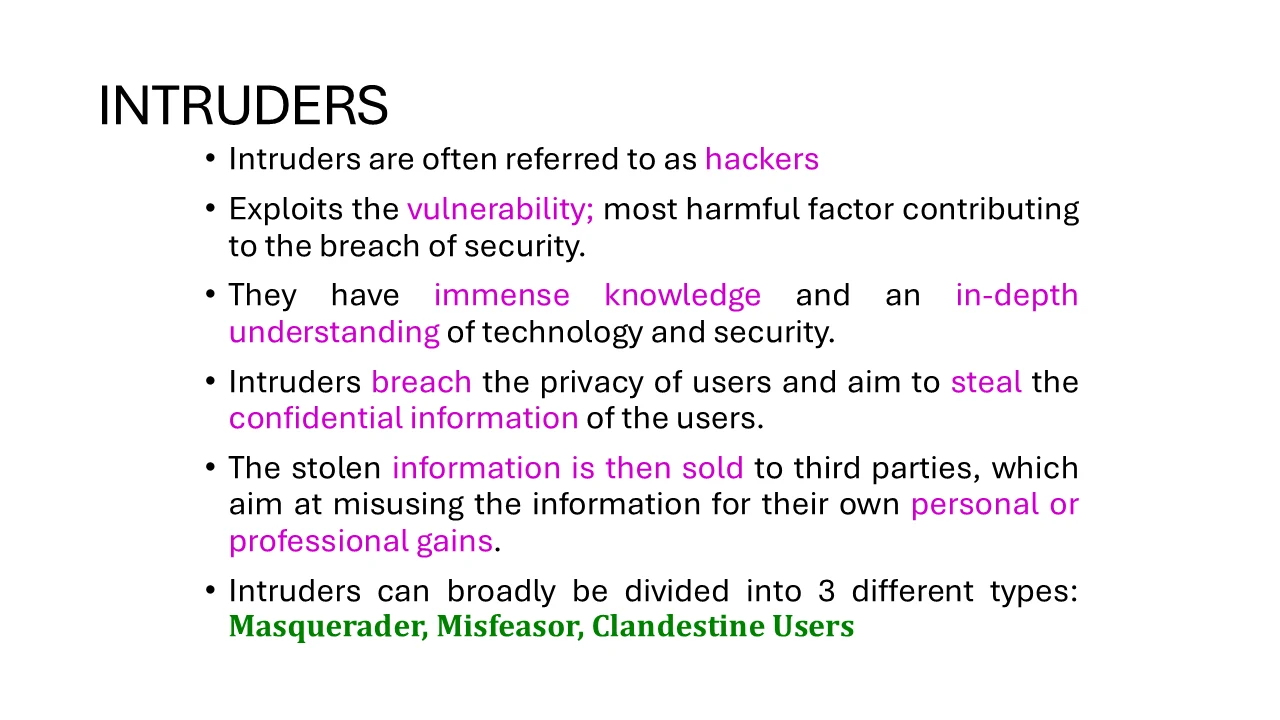 INTRUDERS
• Intruders are often referred to as hackers
• Exploits the vulnerability; most harmful factor contributing
to the breach of security.
• They have immense knowledge and an in-depth
understanding of technology and security.
• Intruders breach the privacy of users and aim to steal the
confidential information of the users.
• The stolen information is then sold to third parties, which
aim at misusing the information for their own personal or
professional gains.
• Intruders can broadly be divided into 3 different types:
Masquerader, Misfeasor, Clandestine Users